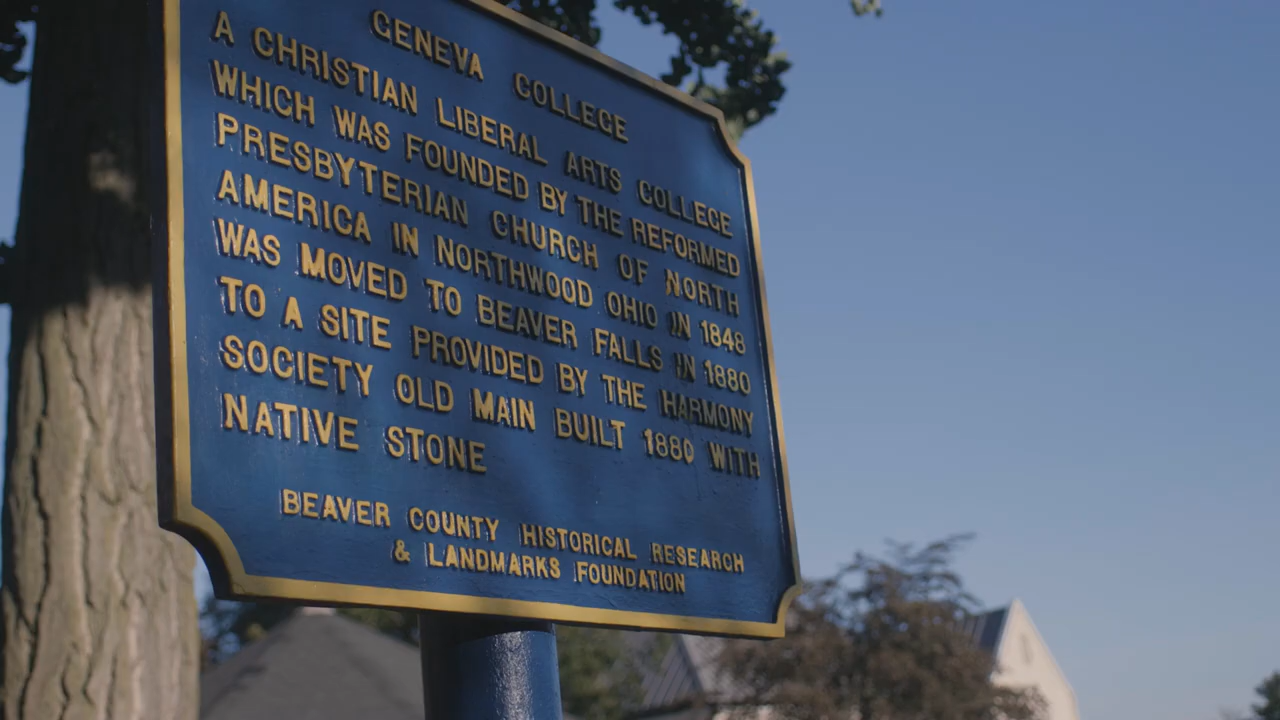 GENEVA COLLEGE
A CHRISTIAN LIBERAL ARTS COLLEGE
WHICH WAS FOUNDED BY THE REFORMED
PRESBYTERIAN CHURCH OF NORTH
AMERICA IN NORTHWOOD OHIO IN 1848
WAS MOVED TO BEAVER FALLS IN 1880
TO A SITE PROVIDED BY THE HARMONY
SOCIETY OLD MAIN BUILT 1880 WITH
NATIVE STONE
BEAVER COUNTY HISTORICAL RESEARCH
& LANDMARKS FOUNDATION